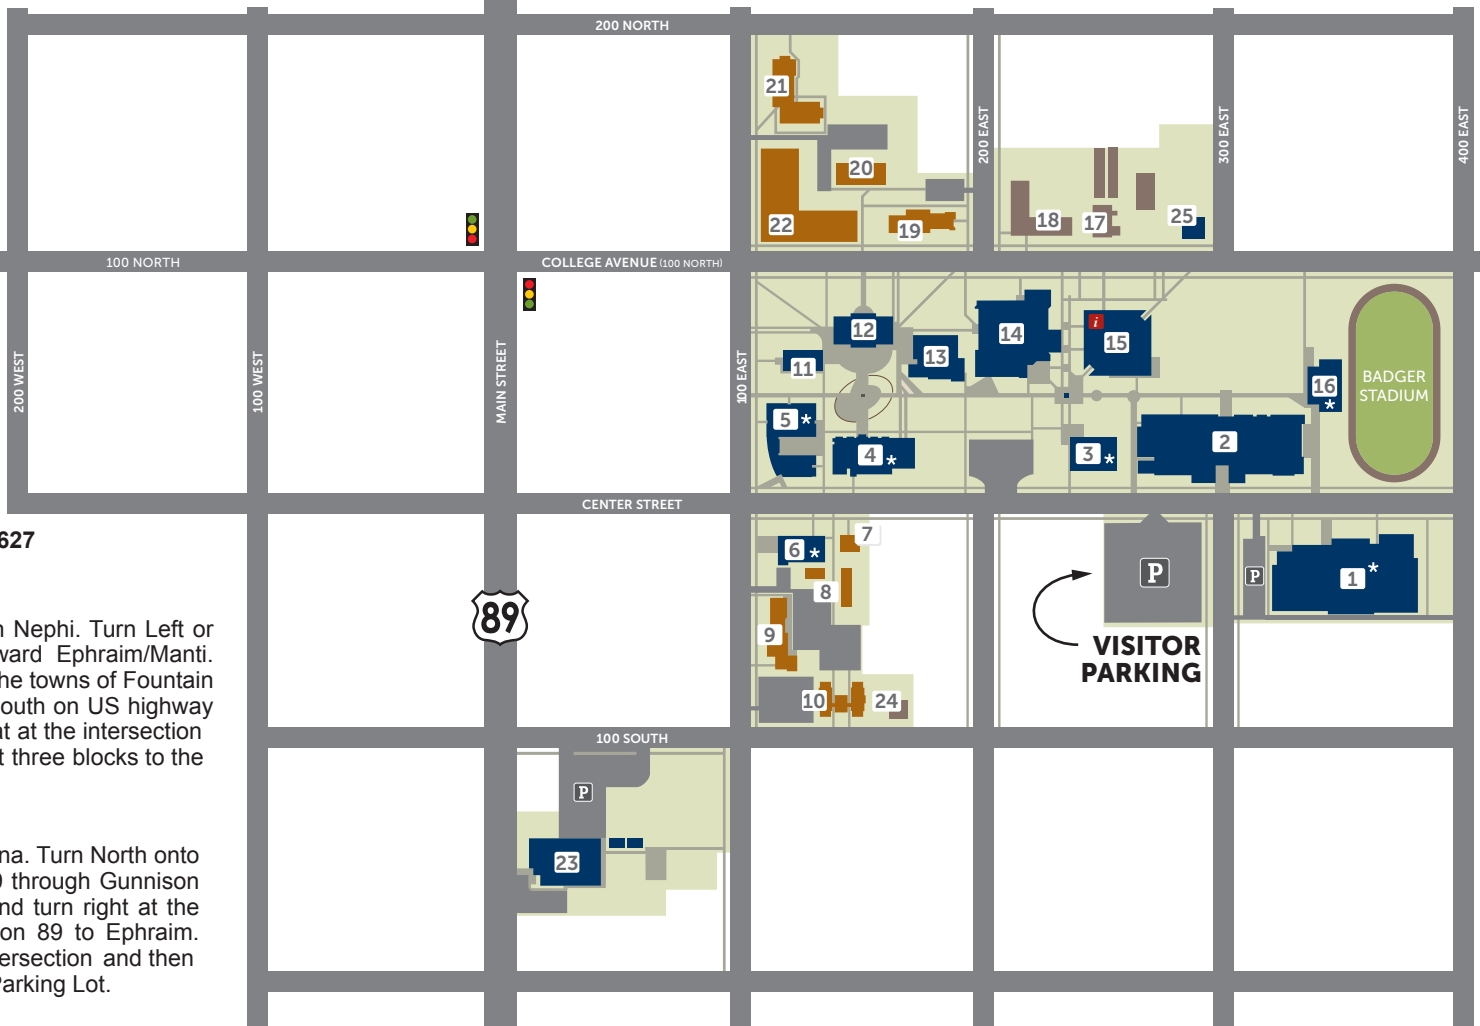 200 NORTH
21
200 EAST
300 EAST
400 EAST
20
22
19
18
17
25
100 NORTH
COLLEGE AVENUE (100 NORTH)
200 WEST
100 WEST
MAIN STREET
100 EAST
12
11
13
14
i
15
16
*
BADGER
STADIUM
5 *
4 *
3 *
2
CENTER STREET
627
n Nephi. Turn Left or
ward Ephraim/Manti.
he towns of Fountain
outh on US highway
at at the intersection
t three blocks to the
89
6 *
7
8
9
10
24
P
VISITOR
PARKING
P
1 *
100 SOUTH
P
23
na. Turn North onto
9 through Gunnison
nd turn right at the
on 89 to Ephraim.
ersection and then
Parking Lot.